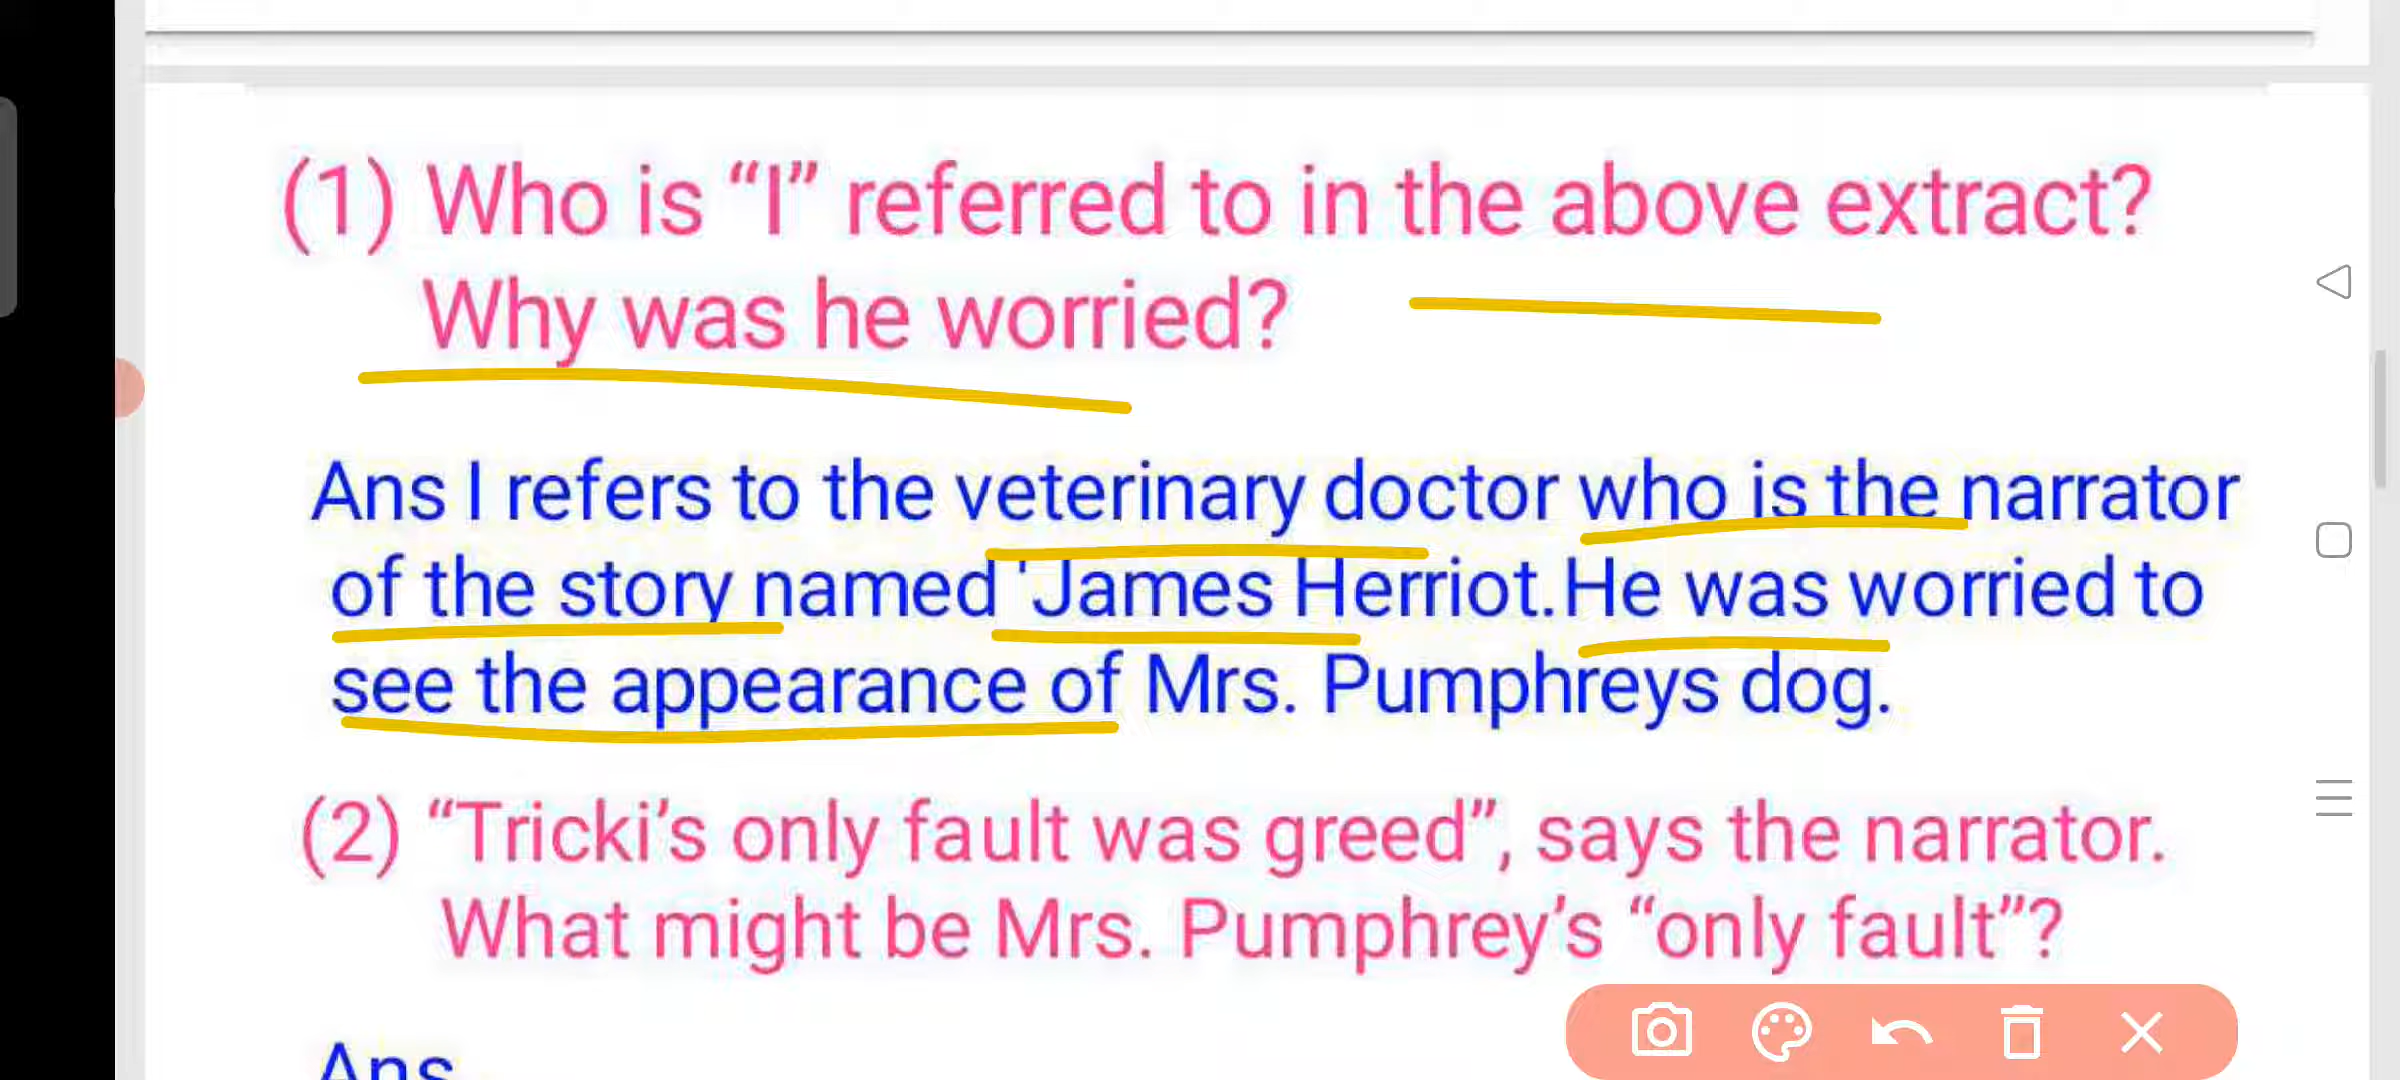 (1) Who is “I” referred to in the above extract?
Why was he worried?
Ans I refers to the veterinary doctor who is the narrator
of the story named 'James Herriot.He was worried to
see the appearance of Mrs. Pumphreys dog.
(2) “Tricki’s only fault was greed”, says the narrator.
What might be Mrs. Pumphrey’s “only fault”?
Ans